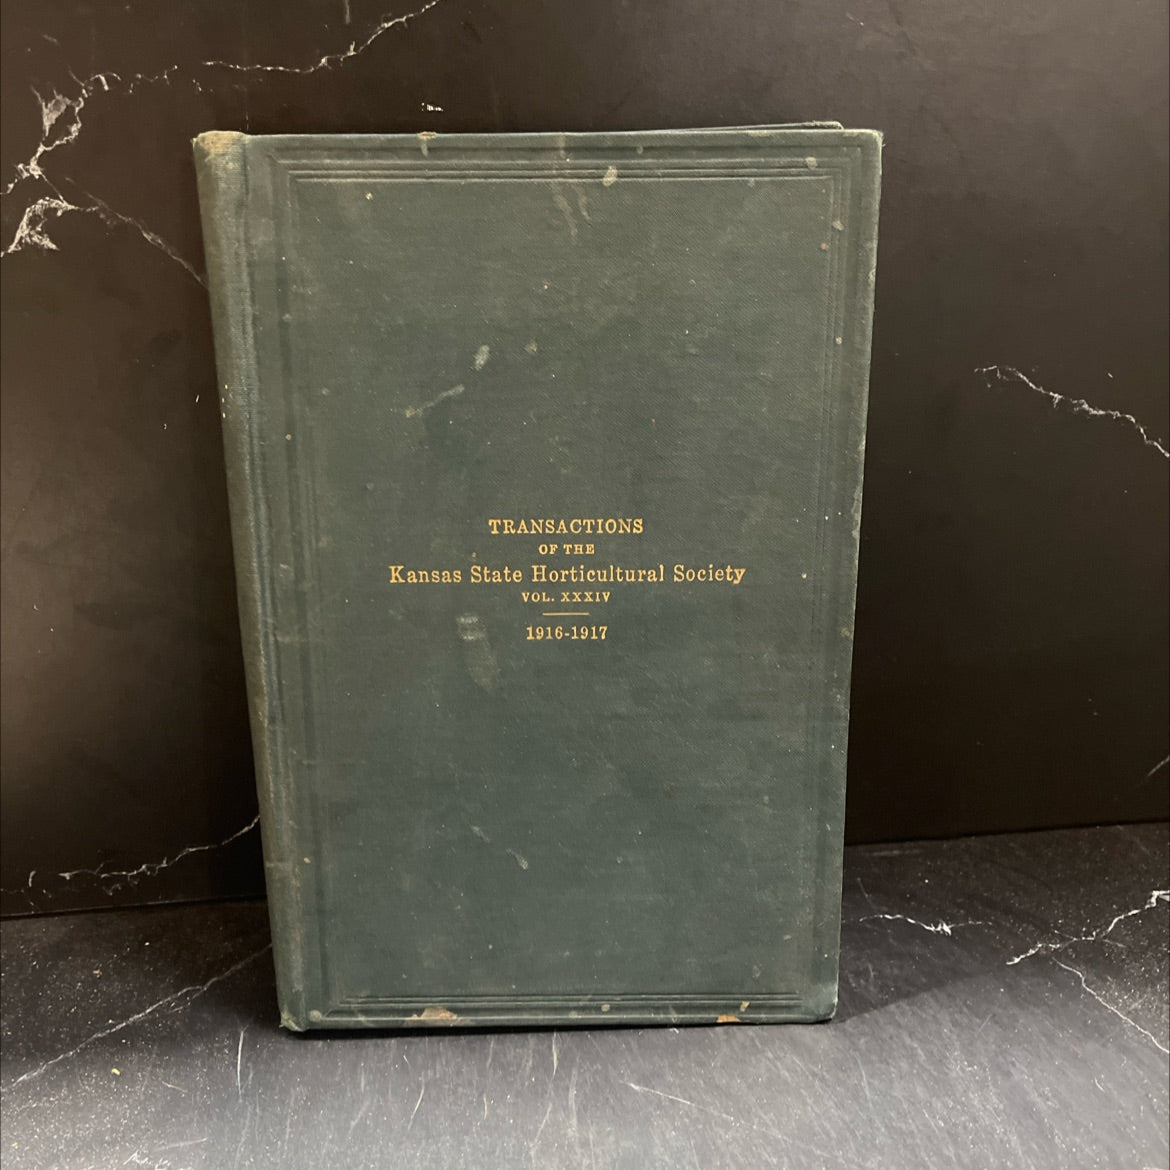 TRANSACTIONS
OF THE
Kansas State Horticultural Society
VOL. XXXIV
1916-1917